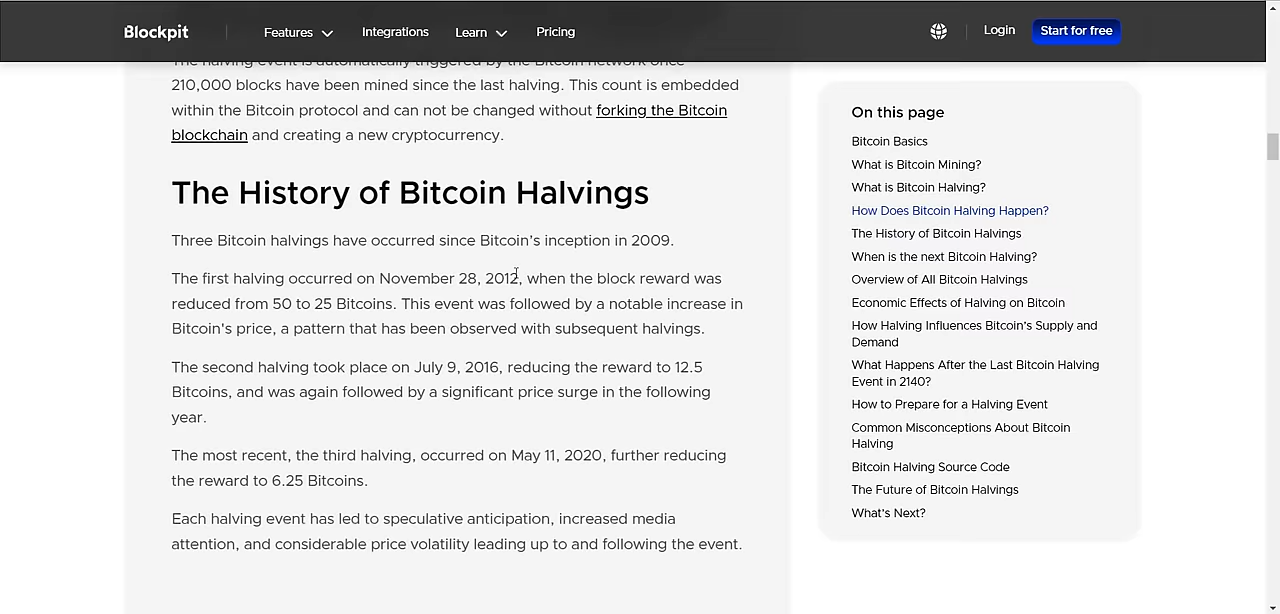 Blockpit
Features
Integrations
Learn
Pricing
Login
Start for free
The halving event is automatically triggered by the Bitcoin network once
210,000 blocks have been mined since the last halving. This count is embedded
within the Bitcoin protocol and can not be changed without forking the Bitcoin
blockchain and creating a new cryptocurrency.
The History of Bitcoin Halvings
Three Bitcoin halvings have occurred since Bitcoin's inception in 2009.
The first halving occurred on November 28, 2012, when the block reward was
reduced from 50 to 25 Bitcoins. This event was followed by a notable increase in
Bitcoin's price, a pattern that has been observed with subsequent halvings.
The second halving took place on July 9, 2016, reducing the reward to 12.5
Bitcoins, and was again followed by a significant price surge in the following
year.
The most recent, the third halving, occurred on May 11, 2020, further reducing
the reward to 6.25 Bitcoins.
Each halving event has led to speculative anticipation, increased media
attention, and considerable price volatility leading up to and following the event.
On this page
Bitcoin Basics
What is Bitcoin Mining?
What is Bitcoin Halving?
How Does Bitcoin Halving Happen?
The History of Bitcoin Halvings
When is the next Bitcoin Halving?
Overview of All Bitcoin Halvings
Economic Effects of Halving on Bitcoin
How Halving Influences Bitcoin's Supply and
Demand
What Happens After the Last Bitcoin Halving
Event in 2140?
How to Prepare for a Halving Event
Common Misconceptions About Bitcoin
Halving
Bitcoin Halving Source Code
The Future of Bitcoin Halvings
What's Next?